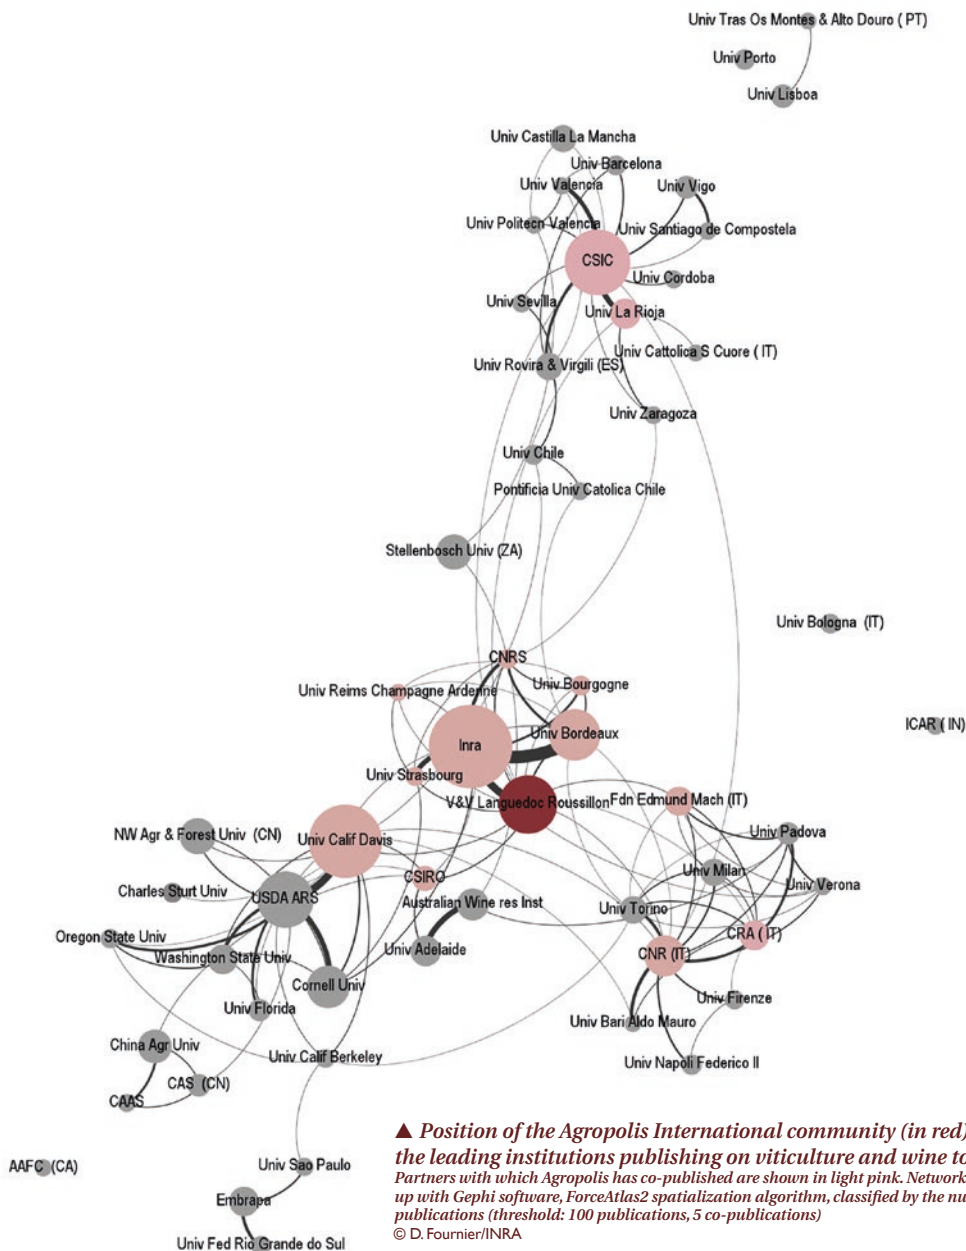 Univ Tras Os Montes & Alto Douro ( PT)
Univ Porto
Univ Lisboa
Univ Castilla La Mancha
Univ Barcelona
Univ Valencia
Univ Vigo
Univ Politecn Valencia
Univ Santiago de Compostela
CSIC
Univ Cordoba
Univ Sevilla
Univ La Rioja
Univ Cattolica S Cuore ( IT)
Univ Rovira & Virgili (ES)
Univ Zaragoza
Univ Chile
Pontificia Univ Catolica Chile
Stellenbosch Univ (ZA)
Univ Bologna (IT)
CNRS
Univ Reims Champagne Ardenne
Univ Bourgogne
ICAR ( IN)
Univ Bordeaux
Inra
Univ Strasbourg
V&V Languedoc Roussillon
Fdn Edmund Mach (IT)
NW Agr & Forest Univ (CN)
Univ Calif Davis
Univ Padova
Univ Milan
CSIRO
Univ Verona
Charles Sturt Univ
USDA ARS
Australian Wine res Inst
Univ Torino
Oregon State Univ
CRA ( IT)
Washington State Univ
Univ Adelaide
CNR (IT)
Cornell Univ
Univ Florida
Univ Firenze
Univ Bari Aldo Mauro
China Agr Univ
Univ Calif Berkeley
Univ Napoli Federico II
CAS (CN)
CAAS
AAFC (CA)
Univ Sao Paulo
Embrapa
Univ Fed Rio Grande do Sul
▲ Position of the Agropolis International community (in red)
the leading institutions publishing on viticulture and wine to
Partners with which Agropolis has co-published are shown in light pink. Network
up with Gephi software, ForceAtlas2 spatialization algorithm, classified by the nu
publications (threshold: 100 publications, 5 co-publications)
© D. Fournier/INRA